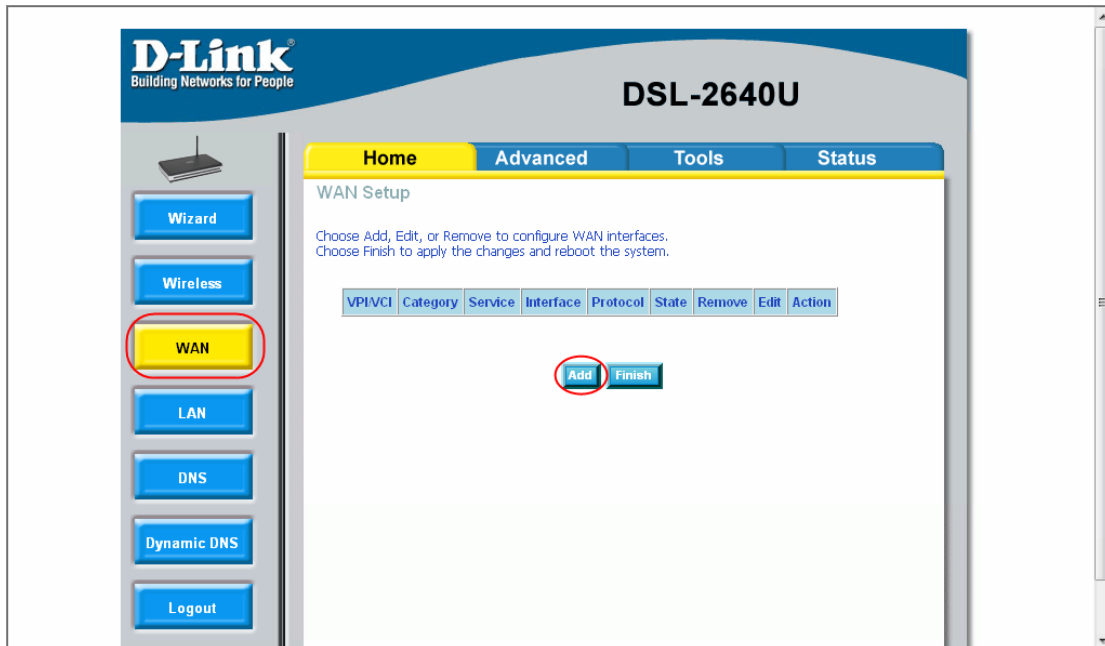 D-Link®
Building Networks for People
DSL-2640U
Home Advanced Tools Status
Wizard
Wireless
WAN
LAN
DNS
Dynamic DNS
Logout
WAN Setup
Choose Add, Edit, or Remove to configure WAN interfaces.
Choose Finish to apply the changes and reboot the system.
VPI/VCI Category Service Interface Protocol State Remove Edit Action
Add Finish